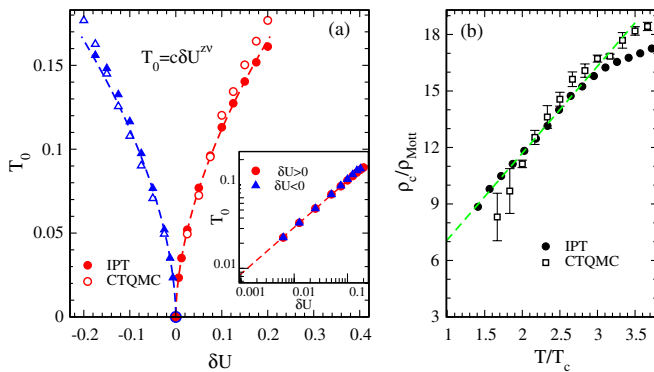 (a)
T₀=cδU^{zν}
T₀
0.15
0.1
0.05
0
IPT
CTQMC
-0.2 -0.1 0 0.1 0.2 0.3 0.4
δU
δU>0
δU<0
T₀
0.1
0.01
0.001 0.01 0.1
δU
(b)
ρc/ρMott
18
15
12
9
6
3
IPT
CTQMC
1 1.5 2 2.5 3 3.5
T/Tc